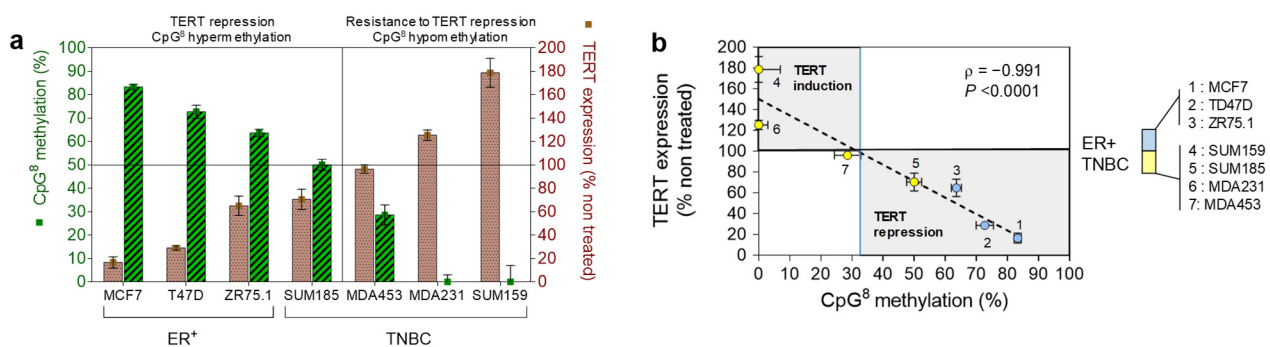 a
TERT repression
CpG⁸ hypermethylation
Resistance to TERT repression
CpG⁸ hypomethylation
CpG⁸ methylation (%)
100
90
80
70
60
50
40
30
20
10
0
200
180
160
140
120
100
80
60
40
20
0
TERT expression (% non treated)
MCF7 T47D ZR75.1 SUM185 MDA453 MDA231 SUM159
ER⁺ TNBC
b
TERT expression
(% non treated)
200
180
160
140
120
100
80
60
40
20
0
TERT
induction
ρ = −0.991
P <0.0001
4
6
7
5
3
1
2
TERT
repression
0 10 20 30 40 50 60 70 80 90 100
CpG⁸ methylation (%)
ER+
TNBC
1 : MCF7
2 : TD47D
3 : ZR75.1
4 : SUM159
5 : SUM185
6 : MDA231
7: MDA453